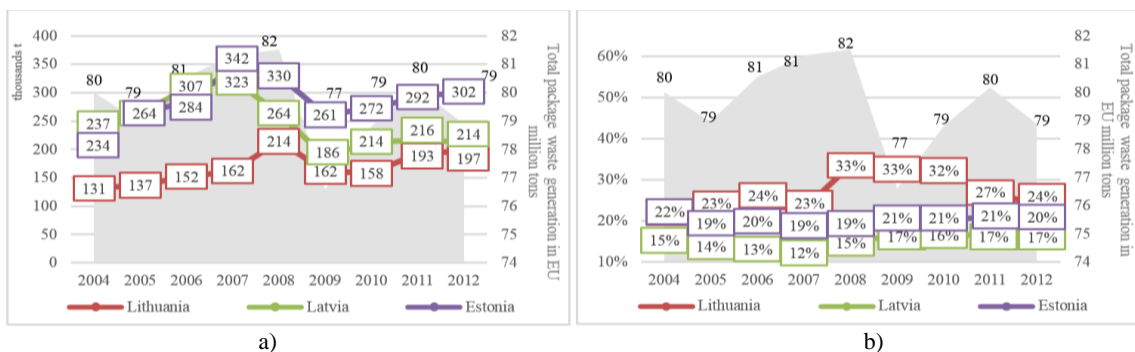 thousands t
400
350
300
250
200
150
100
50
0
80 79 81 82 77 79 80 79
234 264 284 342 330 261 272 292 302
237 307 323 264 186 214 216 214
131 137 152 162 214 162 158 193 197
2004 2005 2006 2007 2008 2009 2010 2011 2012
82
81
80
79
78
77
76
75
74
Total package waste generation in EU
million tons
Lithuania Latvia Estonia
a)
60%
50%
40%
30%
20%
10%
80 79 81 81 82 77 79 80 79
23% 24% 23% 33% 33% 32% 27% 24%
22% 19% 20% 19% 19% 21% 21% 21% 20%
15% 14% 13% 12% 15% 17% 16% 17% 17%
2004 2005 2006 2007 2008 2009 2010 2011 2012
82
81
80
79
78
77
76
75
74
Total package waste generation in
EU million tons
Lithuania Latvia Estonia
b)